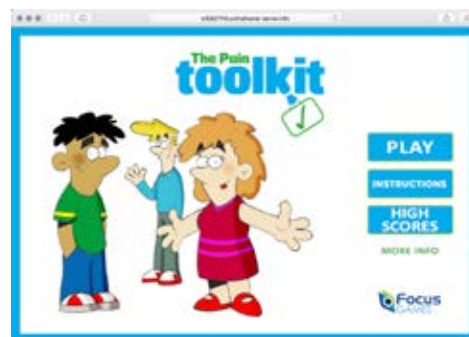 The Pain
toolkit
PLAY
INSTRUCTIONS
HIGH
SCORES
MORE INFO
Focus
GAMES